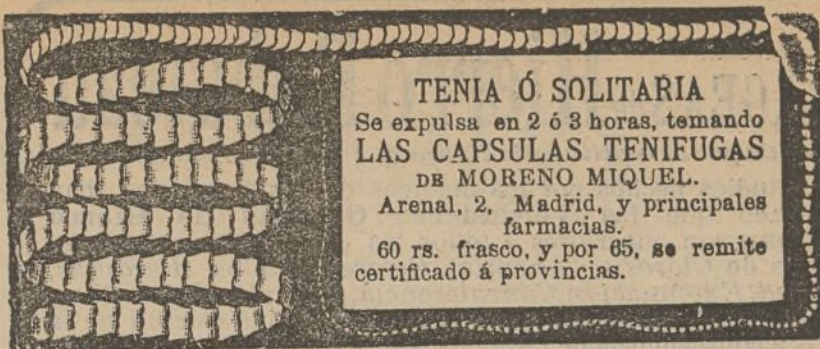 TENIA Ó SOLITARIA
Se expulsa en 2 ó 3 horas, temando
LAS CAPSULAS TENIFUGAS
DE MORENO MIQUEL.
Arenal, 2, Madrid, y principales
farmacias.
60 rs. frasco, y por 65, se remite
certificado á provincias.